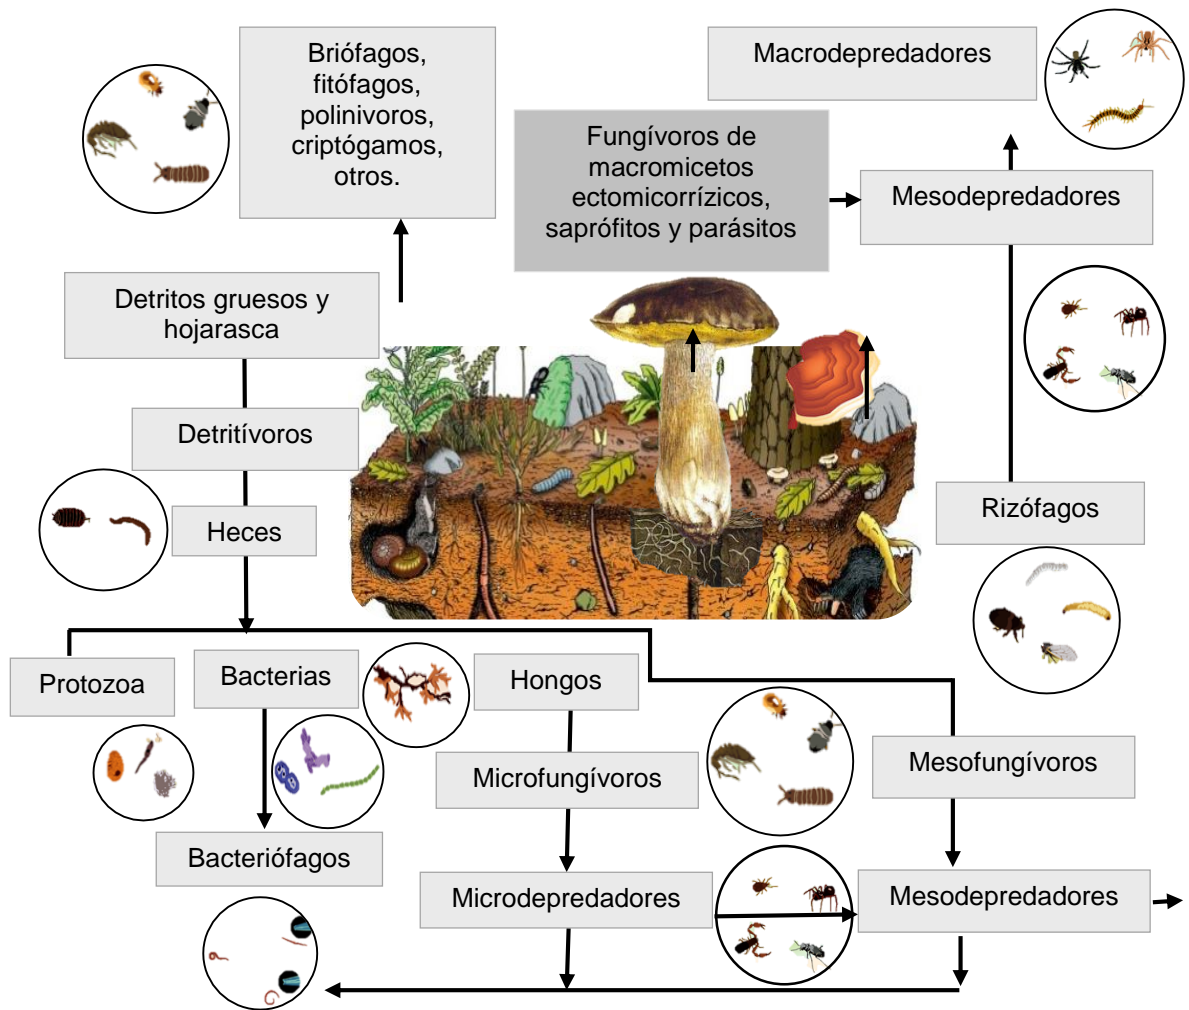 Briófagos,
fitófagos,
polinivoros,
criptógamos,
otros.
Macrodepredadores
Fungívoros de
macromicetos
ectomicorrízicos,
saprófitos y parásitos
Mesodepredadores
Detritos gruesos y
hojarasca
Detritívoros
Heces
Rizófagos
Protozoa
Bacterias
Hongos
Microfungívoros
Mesofungívoros
Bacteriófagos
Microdepredadores
Mesodepredadores